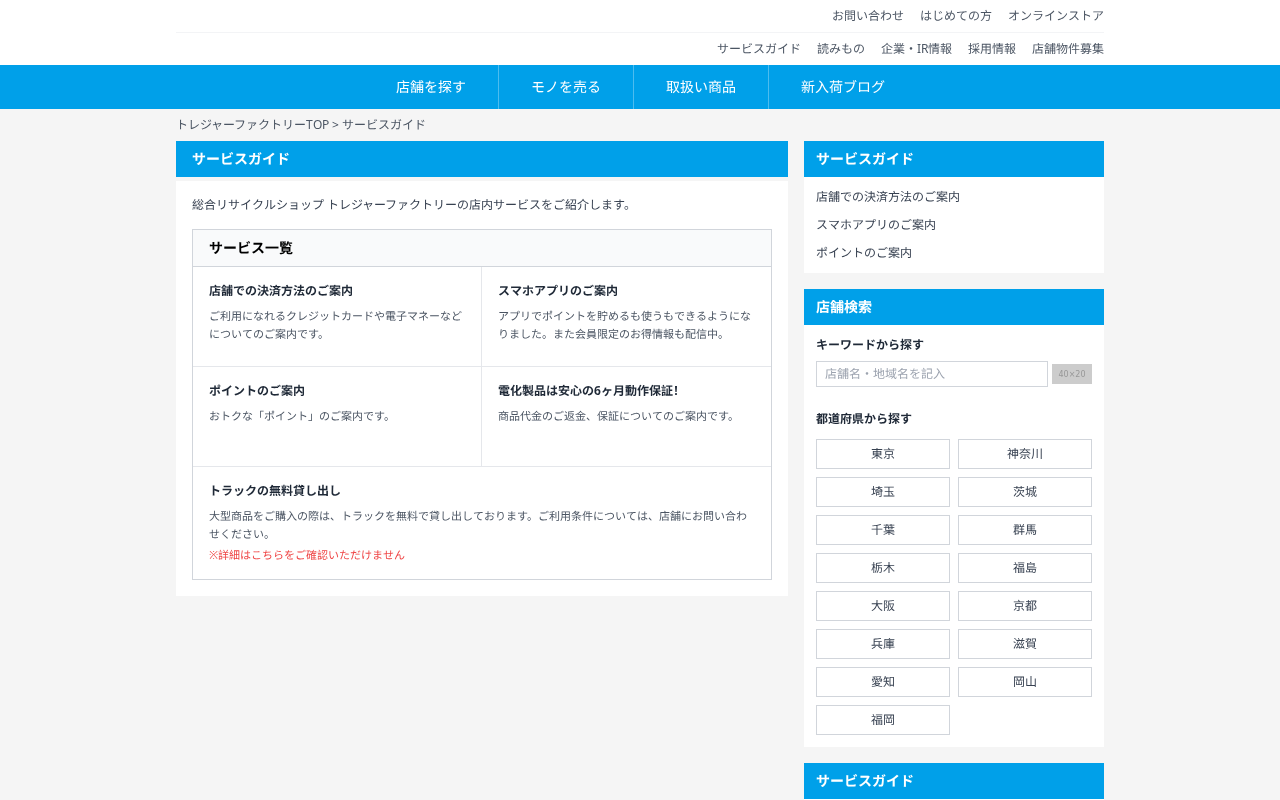 お問い合わせ はじめての方 オンラインストア
サービスガイド 読みもの 企業・IR情報 採用情報 店舗物件募集
店舗を探す モノを売る 取扱い商品 新入荷ブログ
トレジャーファクトリーTOP > サービスガイド
サービスガイド
総合リサイクルショップ トレジャーファクトリーの店内サービスをご紹介します。
サービス一覧
店舗での決済方法のご案内
ご利用になれるクレジットカードや電子マネーなど
についてのご案内です。
スマホアプリのご案内
アプリでポイントを貯めるも使うもできるようにな
りました。また会員限定のお得情報も配信中。
ポイントのご案内
おトクな「ポイント」のご案内です。
電化製品は安心の6ヶ月動作保証!
商品代金のご返金、保証についてのご案内です。
トラックの無料貸し出し
大型商品をご購入の際は、トラックを無料で貸し出しております。ご利用条件については、店舗にお問い合わ
せください。
※詳細はこちらをご確認いただけません
サービスガイド
店舗での決済方法のご案内
スマホアプリのご案内
ポイントのご案内
店舗検索
キーワードから探す
店舗名・地域名を記入 40×20
都道府県から探す
東京 神奈川
埼玉 茨城
千葉 群馬
栃木 福島
大阪 京都
兵庫 滋賀
愛知 岡山
福岡
サービスガイド